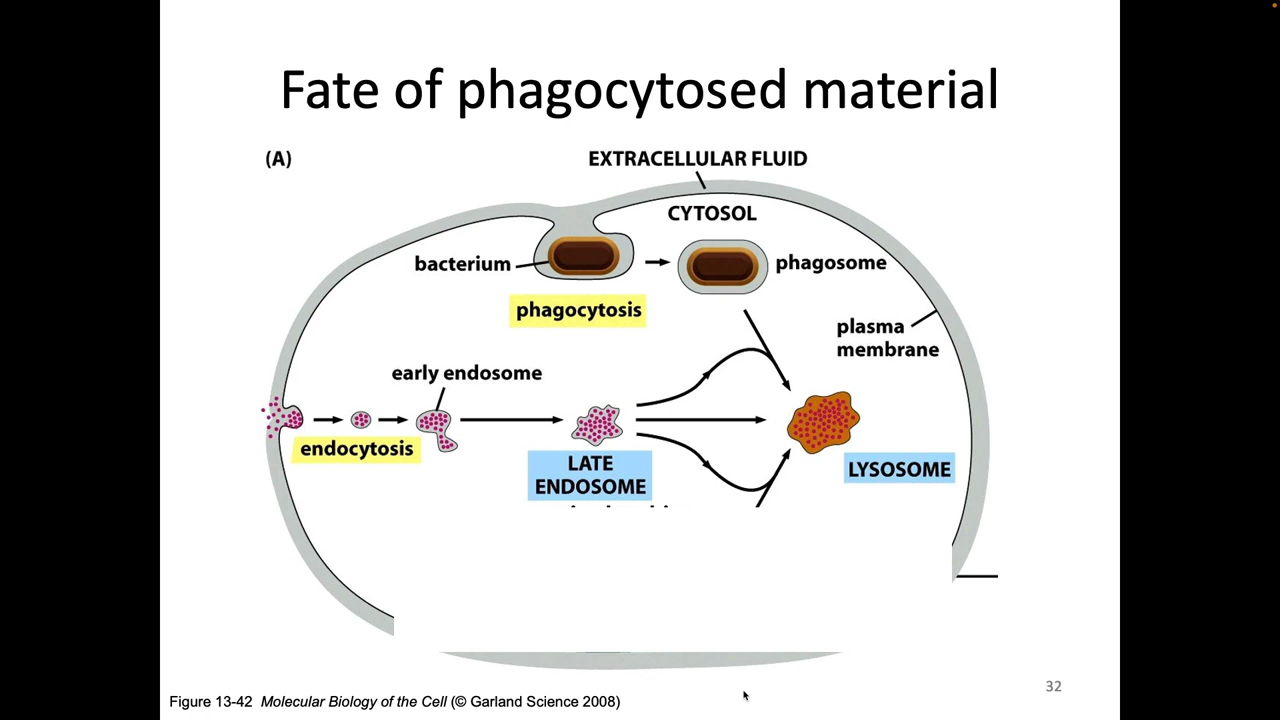 Fate of phagocytosed material
(A)
EXTRACELLULAR FLUID
CYTOSOL
bacterium
phagosome
phagocytosis
plasma
membrane
early endosome
endocytosis
LATE
ENDOSOME
LYSOSOME
32
Figure 13-42 Molecular Biology of the Cell (© Garland Science 2008)